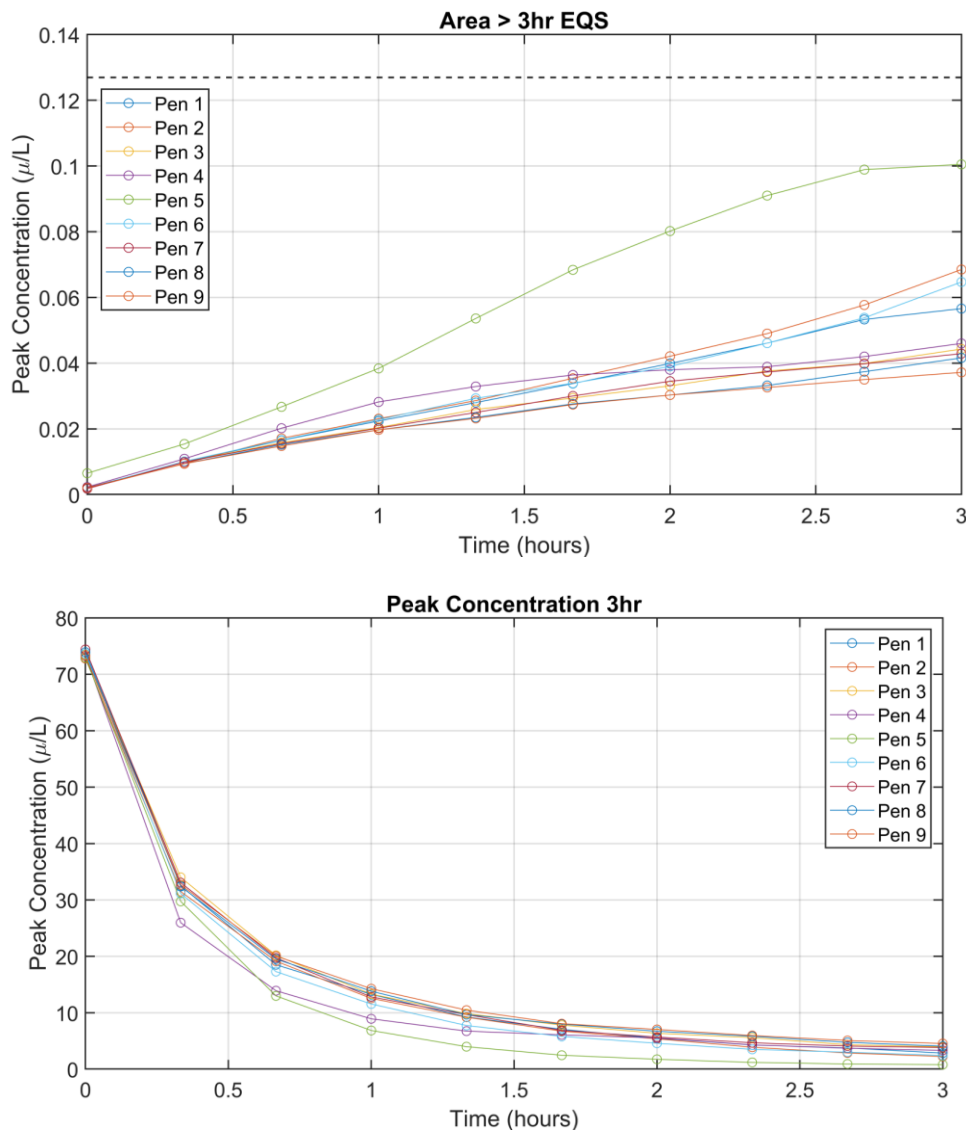 Area > 3hr EQS
0.14
0.12
0.1
0.08
0.06
0.04
0.02
0
Peak Concentration (μ/L)
Pen 1
Pen 2
Pen 3
Pen 4
Pen 5
Pen 6
Pen 7
Pen 8
Pen 9
0 0.5 1 1.5 2 2.5 3
Time (hours)
Peak Concentration 3hr
80
70
60
50
40
30
20
10
0
Peak Concentration (μ/L)
Pen 1
Pen 2
Pen 3
Pen 4
Pen 5
Pen 6
Pen 7
Pen 8
Pen 9
0 0.5 1 1.5 2 2.5 3
Time (hours)